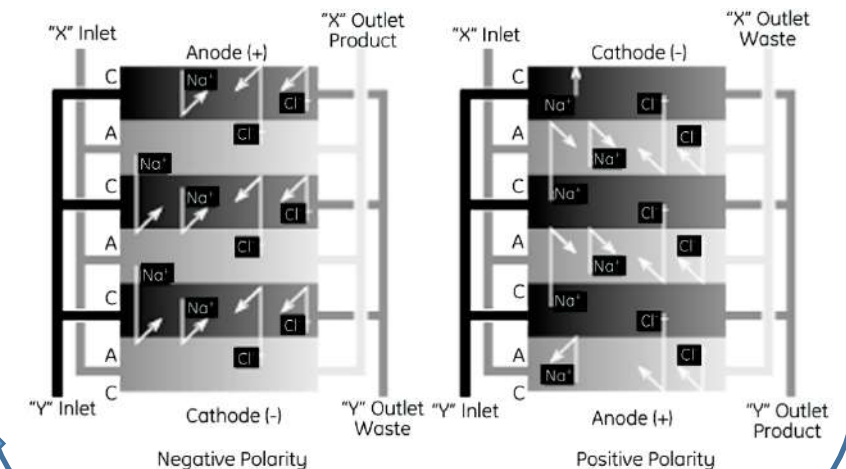 "X" Inlet
"X" Outlet
Product
Anode (+)
C
Na⁺
Cl⁻
A
Cl⁻
Na⁺
C
Na⁺
Cl⁻
A
Cl⁻
Na⁺
C
Na⁺
Cl⁻
A
Cl⁻
C
"Y" Inlet
Cathode (-)
"Y" Outlet
Waste
Negative Polarity
"X" Inlet
"X" Outlet
Waste
Cathode (-)
C
Na⁺
Cl⁻
A
Cl⁻
Na⁺
C
Na⁺
Cl⁻
A
Cl⁻
Na⁺
C
Na⁺
Cl⁻
A
Cl⁻
Na⁺
C
"Y" Inlet
Anode (+)
"Y" Outlet
Product
Positive Polarity